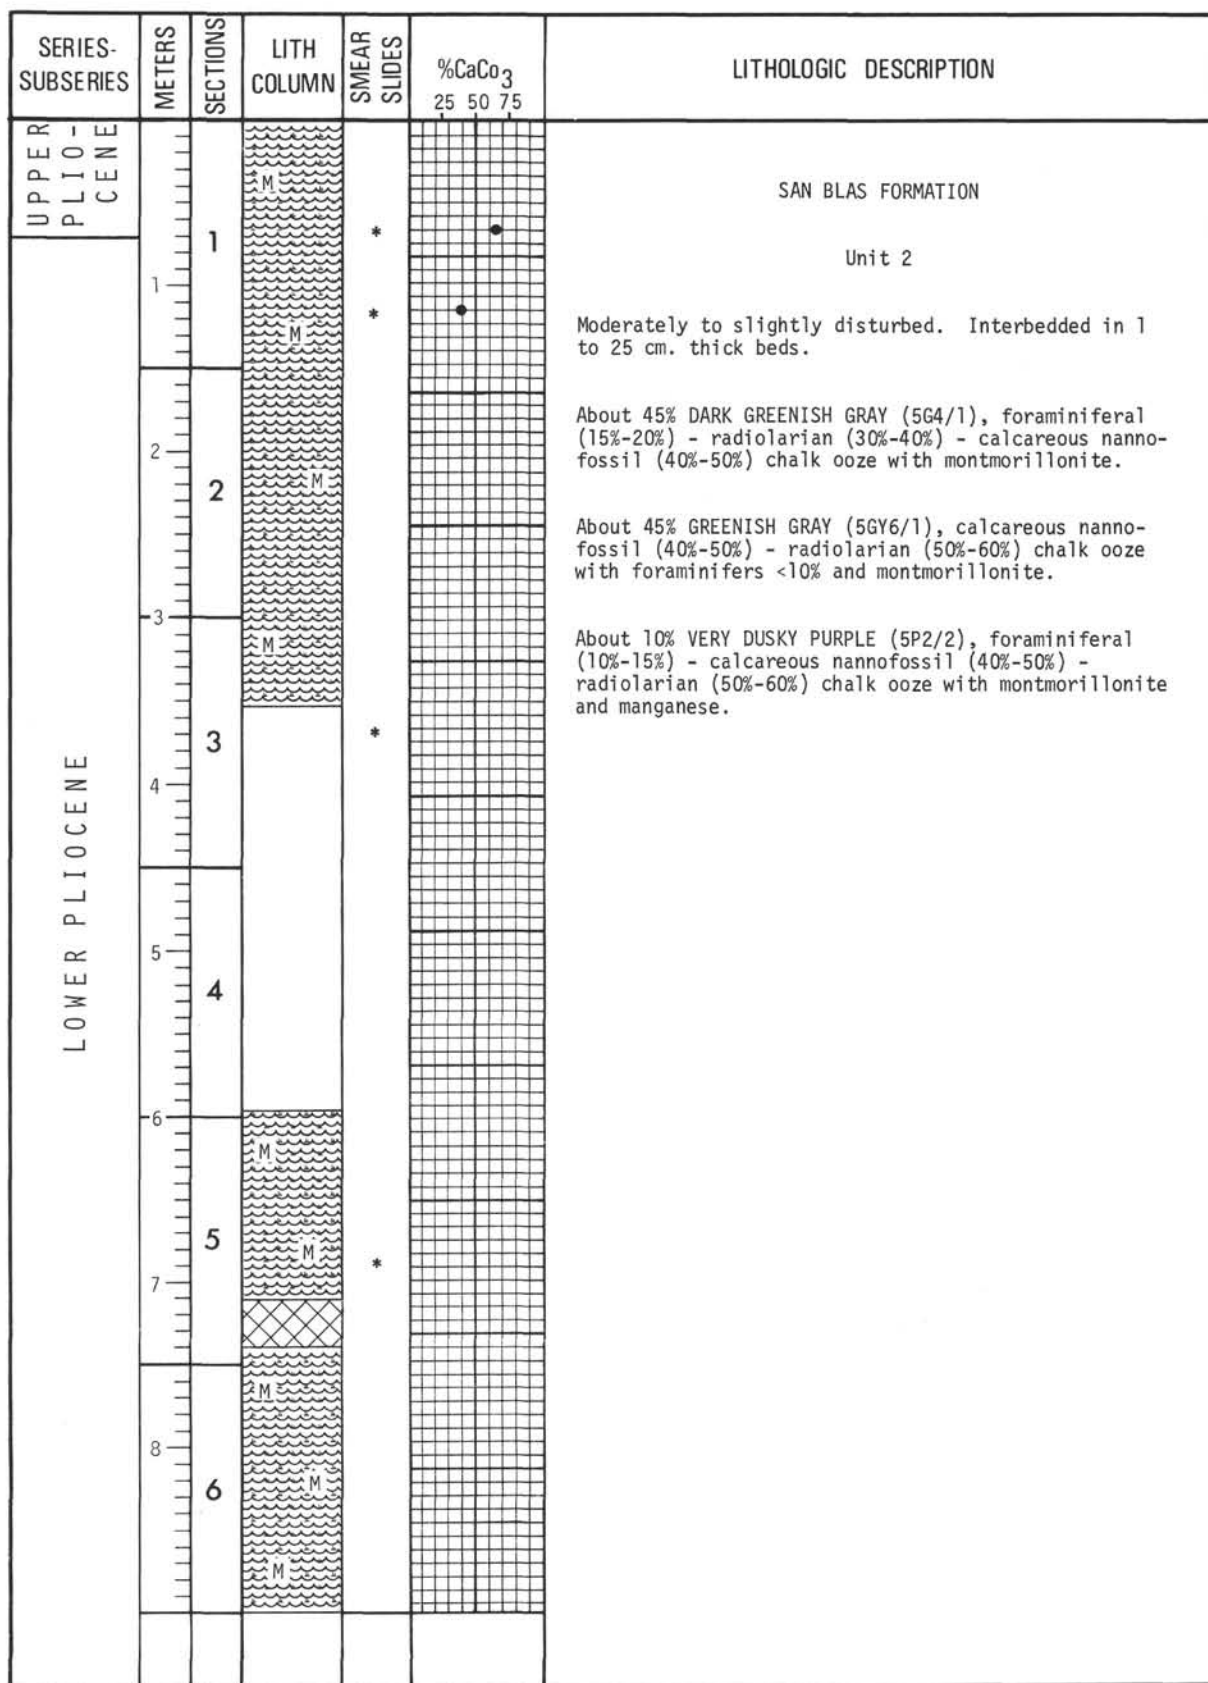 SERIES-
SUBSERIES
METERS
SECTIONS
LITH
COLUMN
SMEAR
SLIDES
%CaCo3
25 50 75
LITHOLOGIC DESCRIPTION
UPPER
PLIO-
CENE
LOWER PLIOCENE
1
2
3
4
5
6
7
8
1
2
3
4
5
6
M
M
M
M
M
M
M
M
M
*
*
*
*
SAN BLAS FORMATION
Unit 2
Moderately to slightly disturbed. Interbedded in 1
to 25 cm. thick beds.
About 45% DARK GREENISH GRAY (5G4/1), foraminiferal
(15%-20%) - radiolarian (30%-40%) - calcareous nanno-
fossil (40%-50%) chalk ooze with montmorillonite.
About 45% GREENISH GRAY (5GY6/1), calcareous nanno-
fossil (40%-50%) - radiolarian (50%-60%) chalk ooze
with foraminifers <10% and montmorillonite.
About 10% VERY DUSKY PURPLE (5P2/2), foraminiferal
(10%-15%) - calcareous nannofossil (40%-50%) -
radiolarian (50%-60%) chalk ooze with montmorillonite
and manganese.